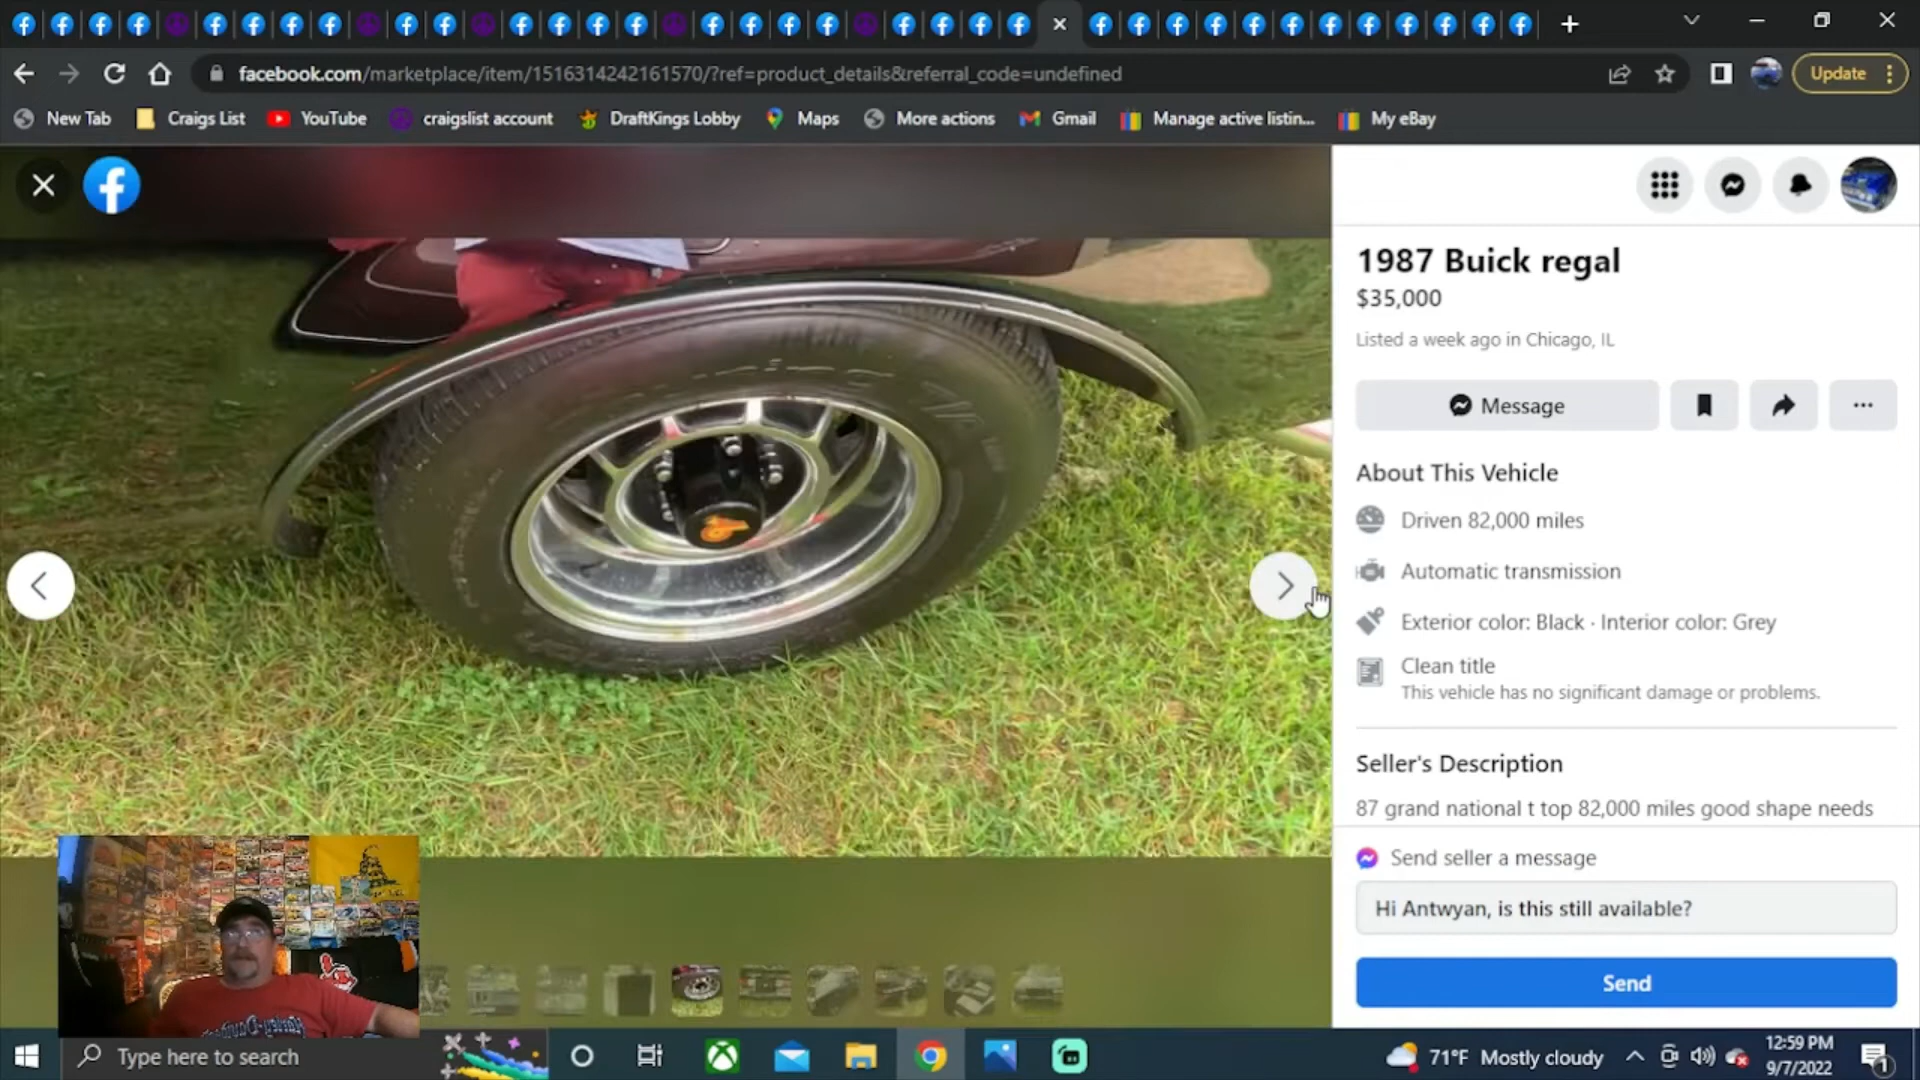 facebook.com/marketplace/item/1516314242161570/?ref=product_details&referral_code=undefined
Update
New Tab
Craigs List
YouTube
craigslist account
DraftKings Lobby
Maps
More actions
Gmail
Manage active listin...
My eBay
1987 Buick regal
$35,000
Listed a week ago in Chicago, IL
Message
About This Vehicle
Driven 82,000 miles
Automatic transmission
Exterior color: Black · Interior color: Grey
Clean title
This vehicle has no significant damage or problems.
Seller's Description
87 grand national t top 82,000 miles good shape needs
Send seller a message
Hi Antwyan, is this still available?
Send
Type here to search
71°F Mostly cloudy
12:59 PM
9/7/2022
1